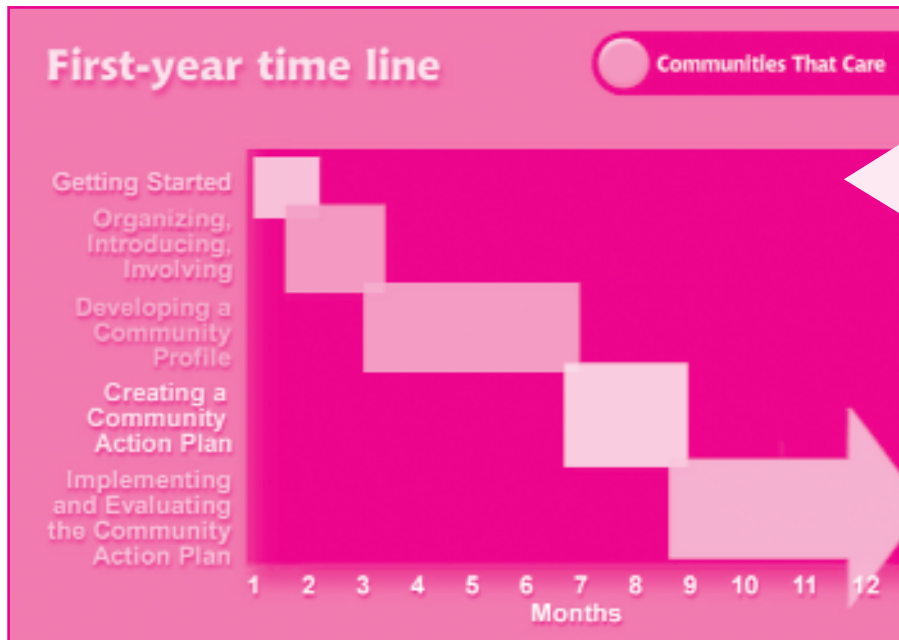 First-year time line
Communities That Care
Getting Started
Organizing,
Introducing,
Involving
Developing a
Community
Profile
Creating a
Community
Action Plan
Implementing
and Evaluating
the Community
Action Plan
1 2 3 4 5 6 7 8 9 10 11 12
Months